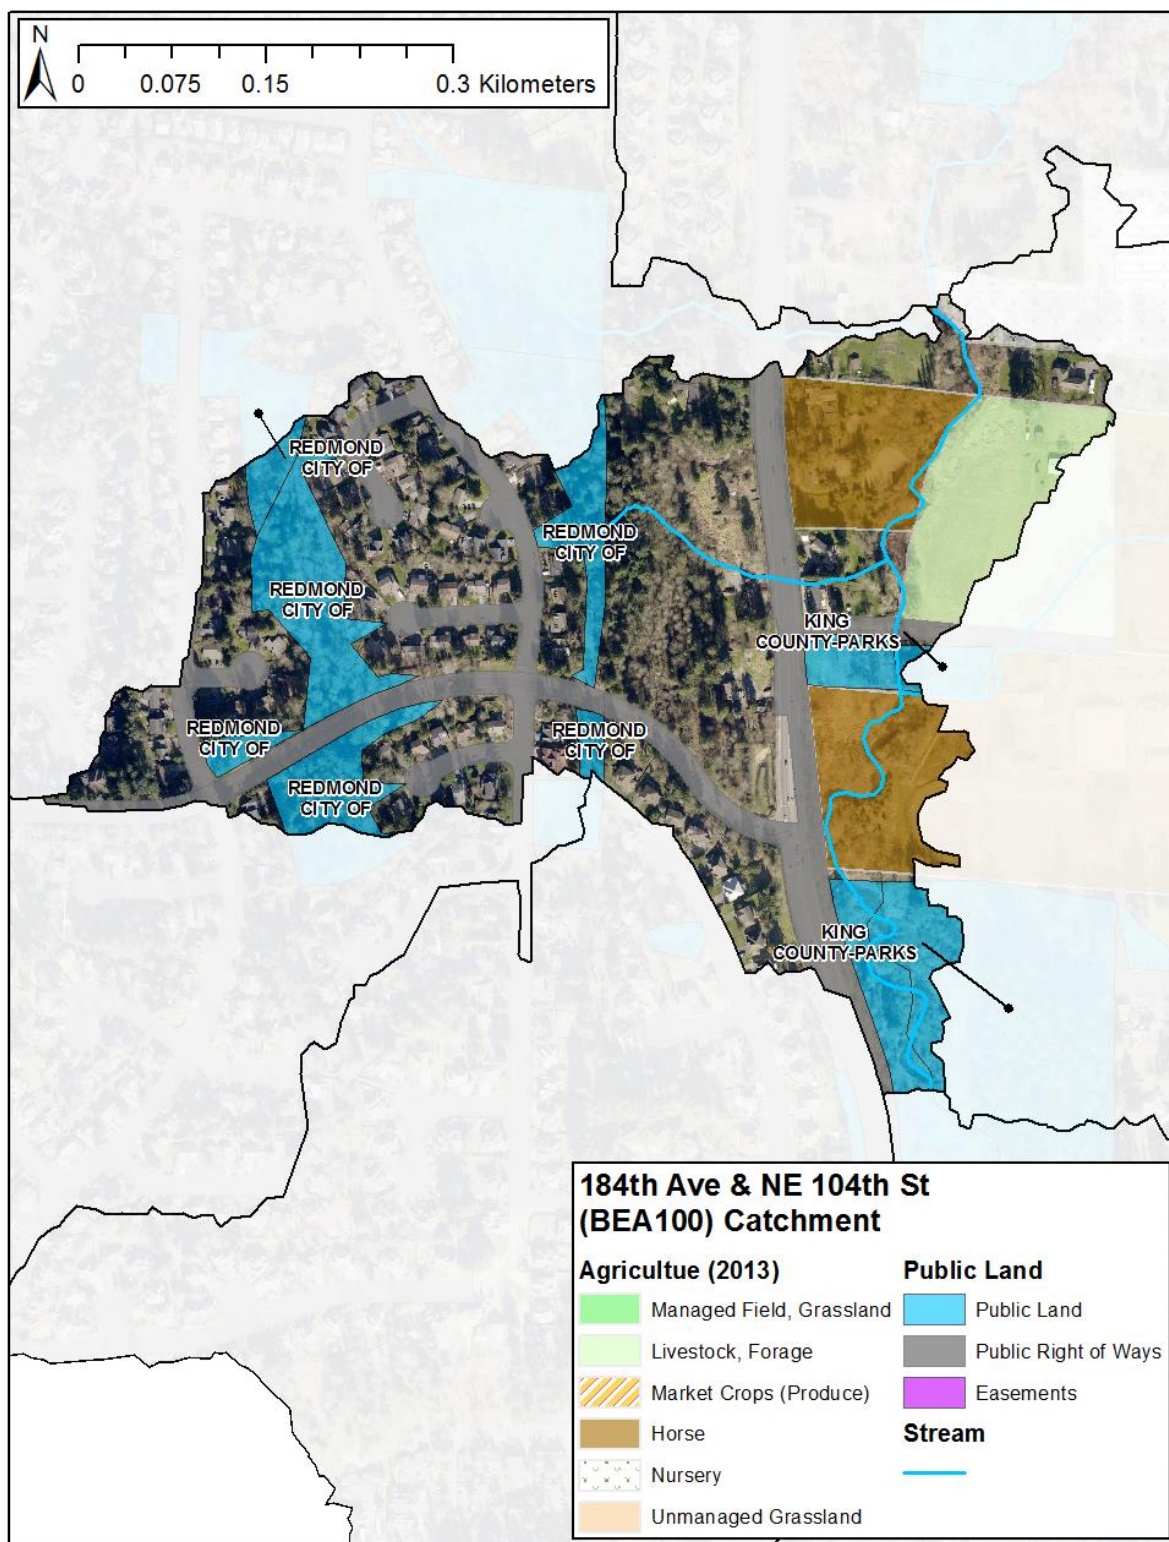 N
0 0.075 0.15 0.3 Kilometers
REDMOND
CITY OF
REDMOND
CITY OF
REDMOND
CITY OF
KING
COUNTY-PARKS
REDMOND
CITY OF
REDMOND
CITY OF
REDMOND
CITY OF
KING
COUNTY-PARKS
184th Ave & NE 104th St
(BEA100) Catchment
Agricultue (2013)
Managed Field, Grassland
Livestock, Forage
Market Crops (Produce)
Horse
Nursery
Unmanaged Grassland
Public Land
Public Land
Public Right of Ways
Easements
Stream